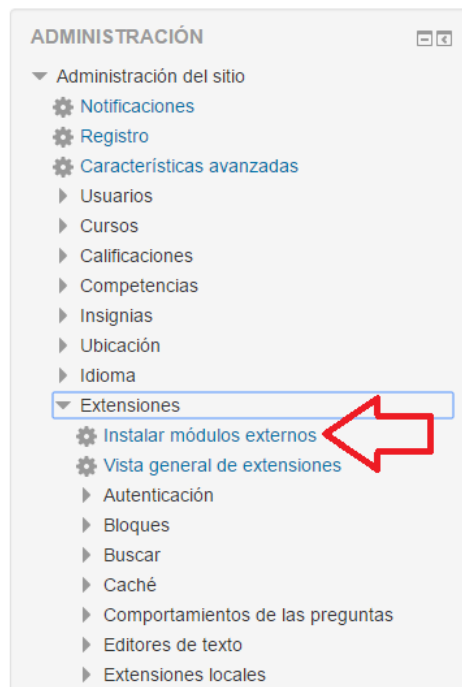 ADMINISTRACIÓN
Administración del sitio
Notificaciones
Registro
Características avanzadas
Usuarios
Cursos
Calificaciones
Competencias
Insignias
Ubicación
Idioma
Extensiones
Instalar módulos externos
Vista general de extensiones
Autenticación
Bloques
Buscar
Caché
Comportamientos de las preguntas
Editores de texto
Extensiones locales